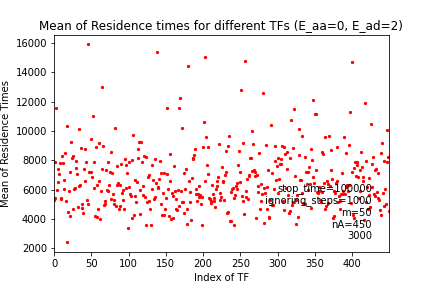 Mean of Residence times for different TFs (E_aa=0, E_ad=2)
16000
14000
12000
10000
8000
6000
4000
2000
Mean of Residence Times
stop_time=100000
ignoring_steps=1000
m=50
nA=450
3000
0 50 100 150 200 250 300 350 400
Index of TF